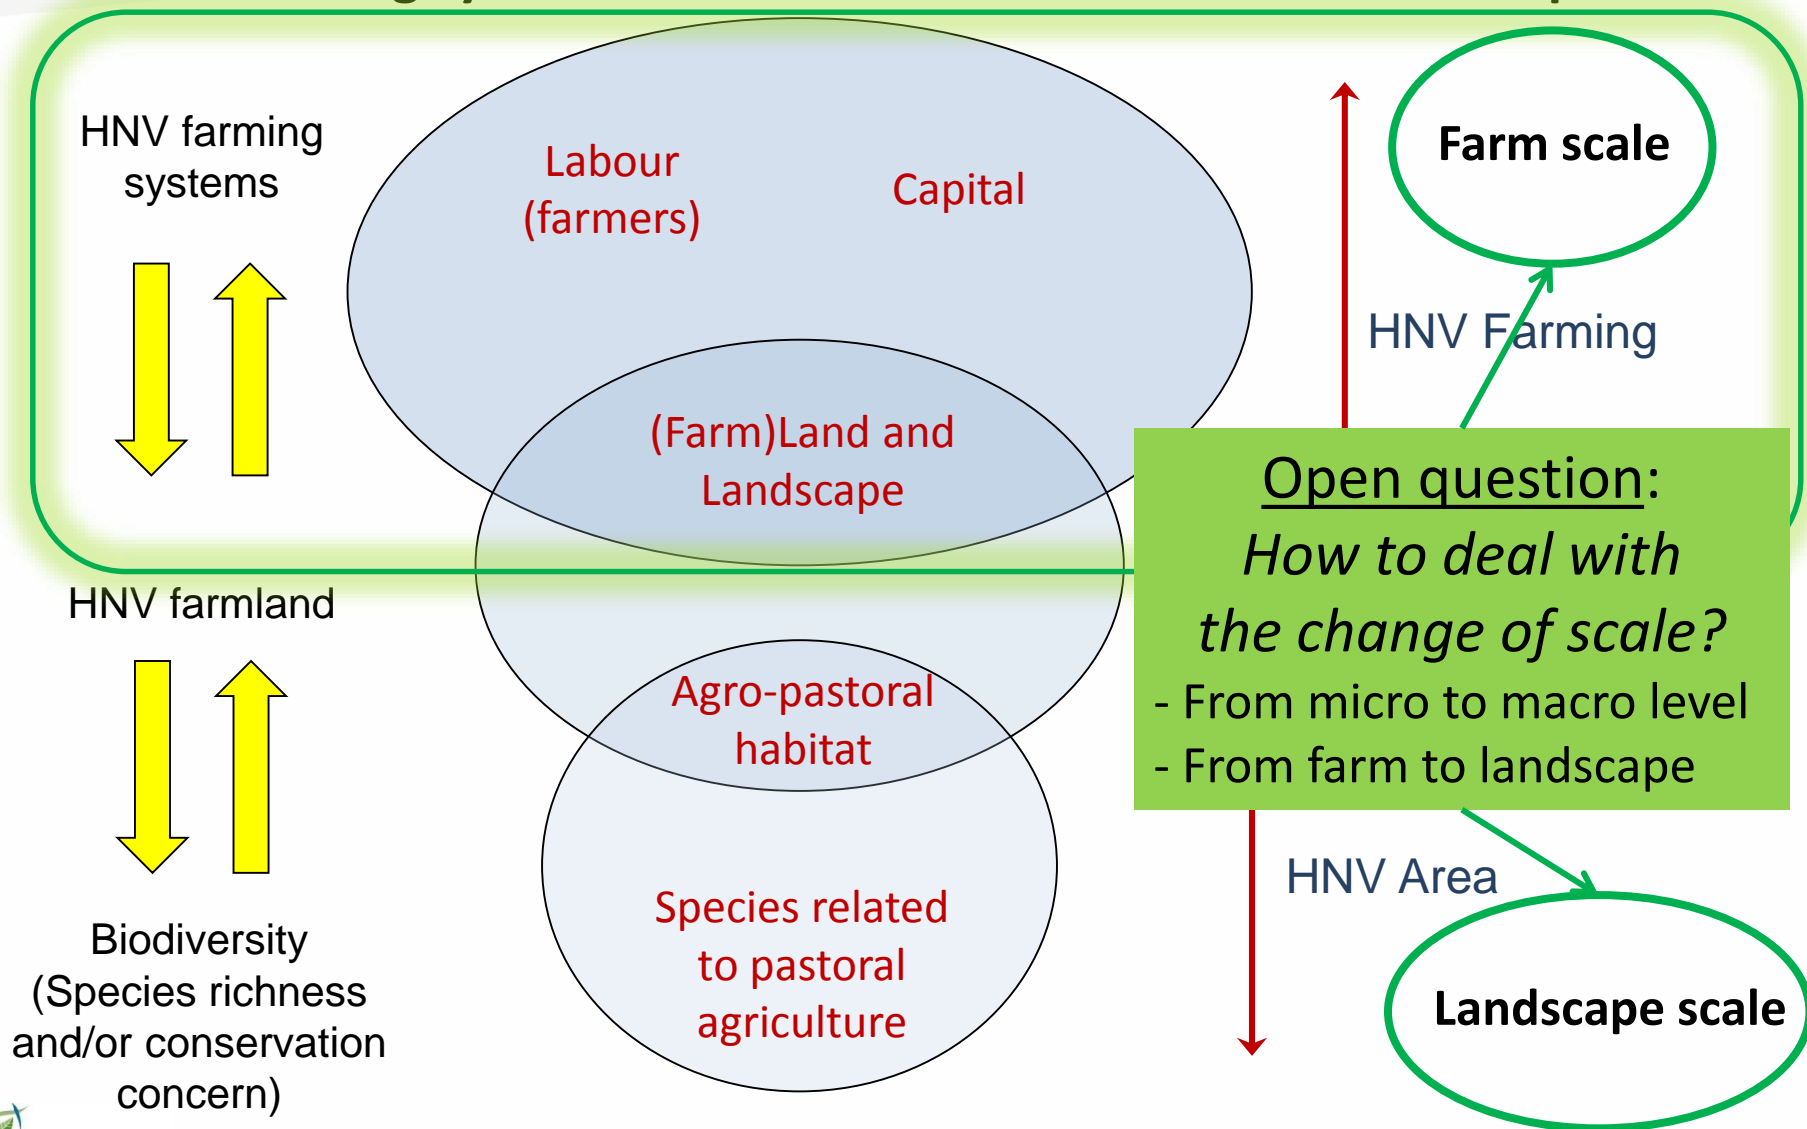 HNV farming
systems
Labour
(farmers)
Capital
Farm scale
HNV Farming
(Farm)Land and
Landscape
Open question:
How to deal with
the change of scale?
- From micro to macro level
- From farm to landscape
HNV farmland
Agro-pastoral
habitat
HNV Area
Species related
to pastoral
agriculture
Landscape scale
Biodiversity
(Species richness
and/or conservation
concern)